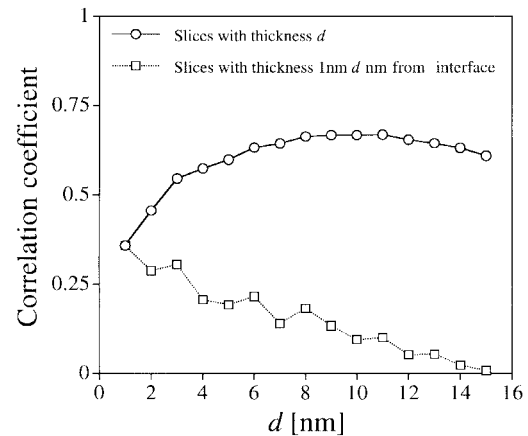 1
Slices with thickness d
Slices with thickness 1nm d nm from interface
0.75
0.5
0.25
0
Correlation coefficient
0 2 4 6 8 10 12 14 16
d [nm]